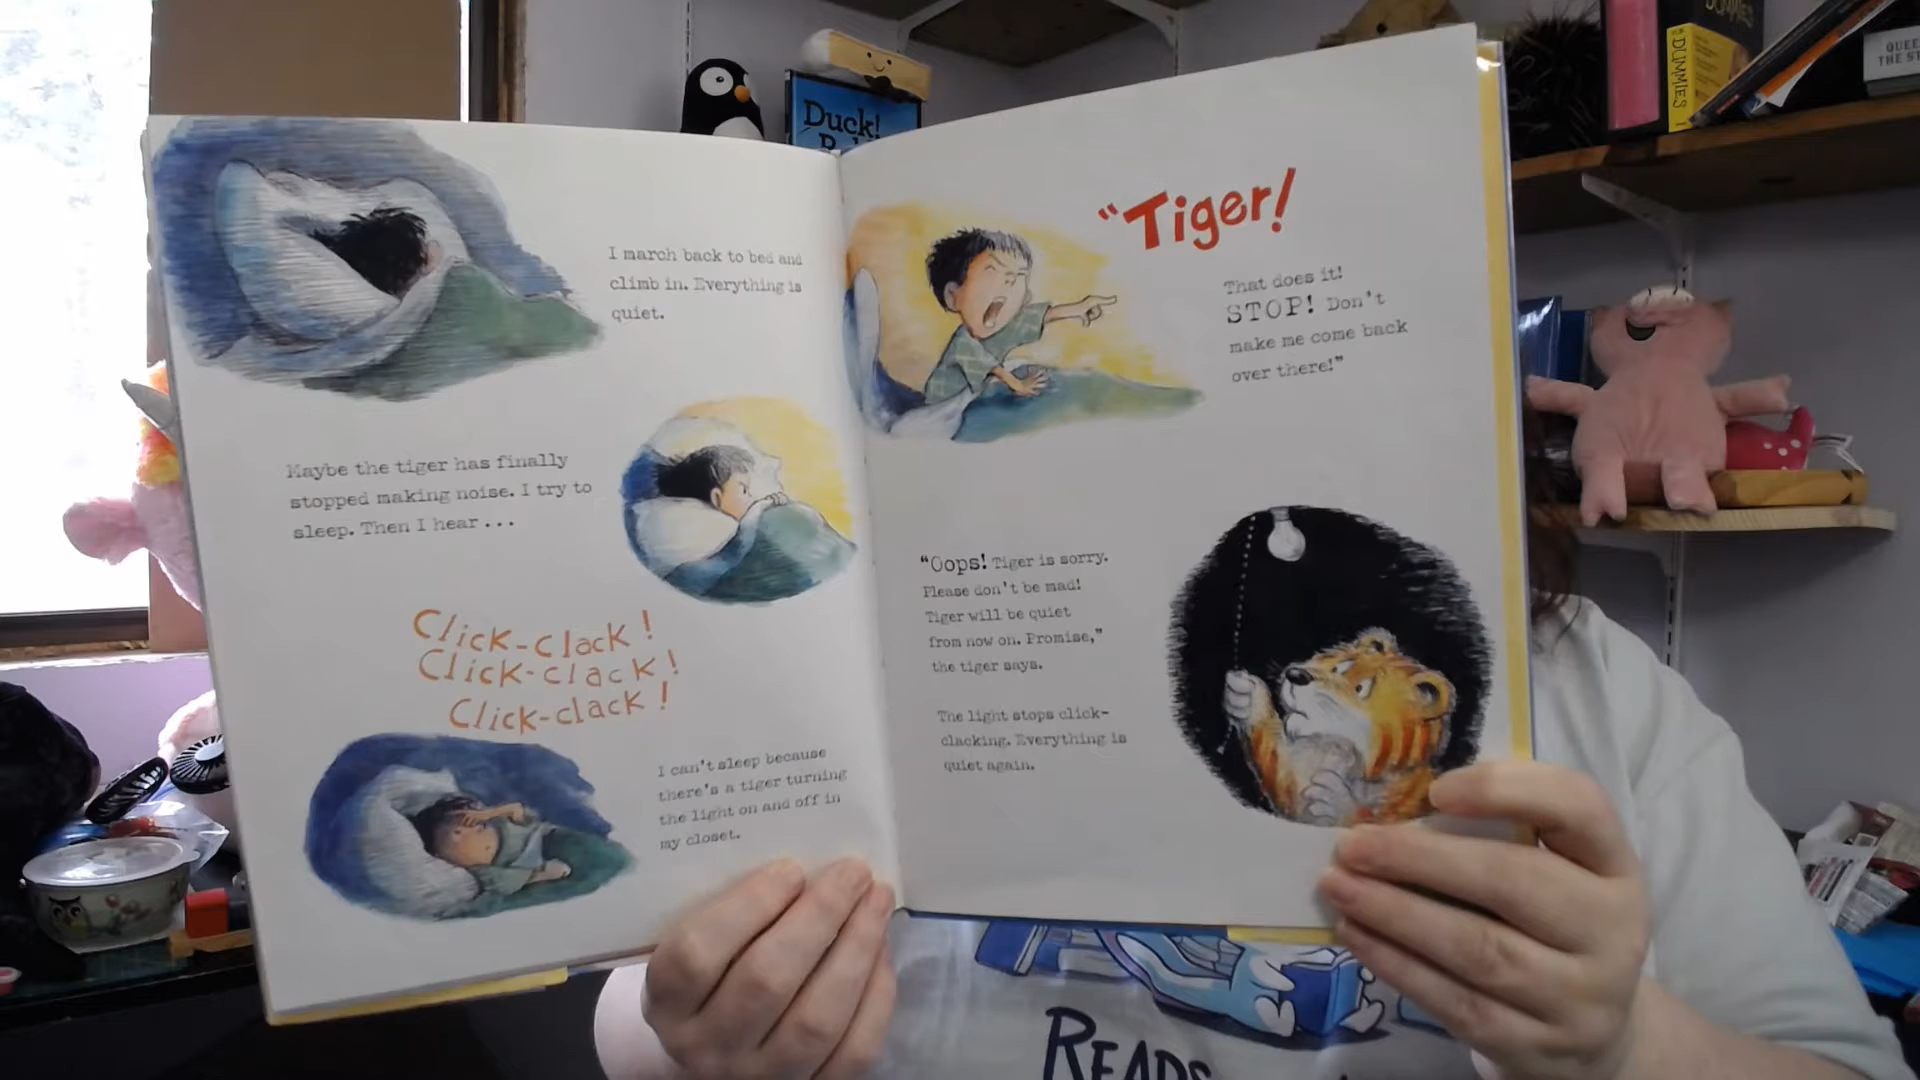 I march back to bed and
climb in. Everything is
quiet.
Maybe the tiger has finally
stopped making noise. I try to
sleep. Then I hear . . .
Click-clack!
Click-clack!
Click-clack!
I can't sleep because
there's a tiger turning
the light on and off in
my closet.
"Tiger!
That does it!
STOP! Don't
make me come back
over there!"
"Oops! Tiger is sorry.
Please don't be mad!
Tiger will be quiet
from now on. Promise,"
the tiger says.
The light stops click-
clacking. Everything is
quiet again.
Duck!
DUMMIES
DUMMIES
THE
READS